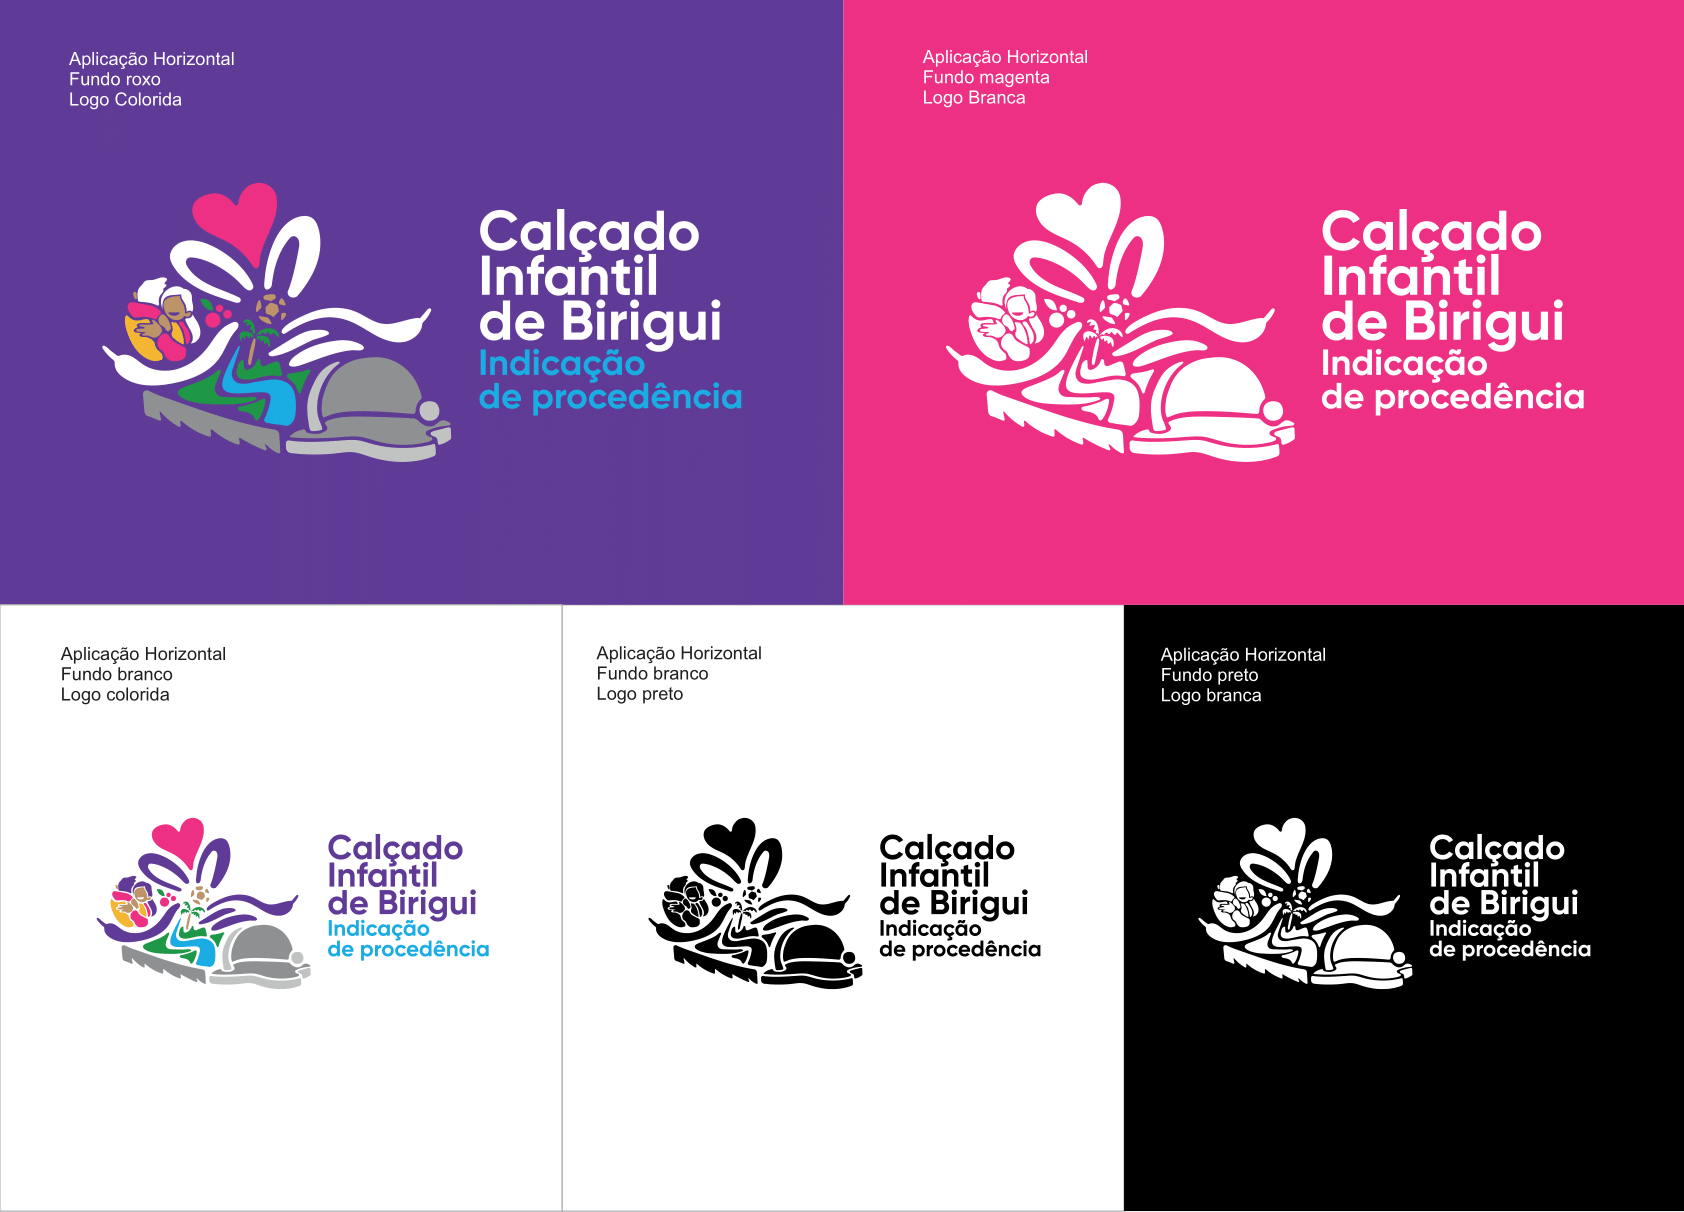 Aplicação Horizontal
Fundo roxo
Logo Colorida
Calçado
Infantil
de Birigui
Indicação
de procedência
Aplicação Horizontal
Fundo magenta
Logo Branca
Calçado
Infantil
de Birigui
Indicação
de procedência
Aplicação Horizontal
Fundo branco
Logo colorida
Calçado
Infantil
de Birigui
Indicação
de procedência
Aplicação Horizontal
Fundo branco
Logo preto
Calçado
Infantil
de Birigui
Indicação
de procedência
Aplicação Horizontal
Fundo preto
Logo branca
Calçado
Infantil
de Birigui
Indicação
de procedência